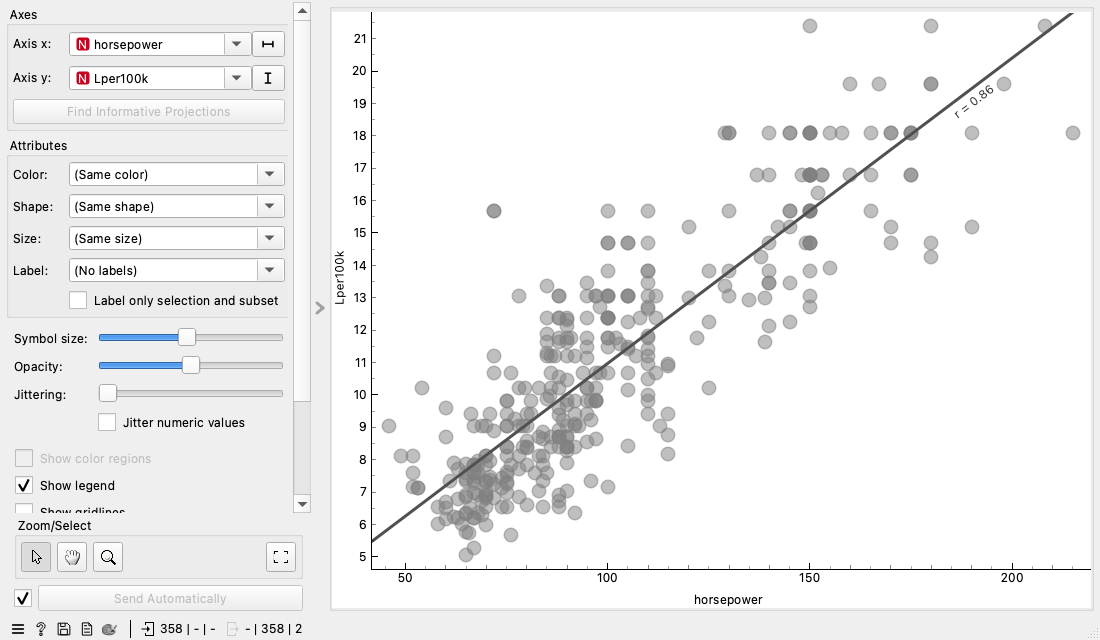 Axes
Axis x: N horsepower
Axis y: N Lper100k
Find Informative Projections
Attributes
Color: (Same color)
Shape: (Same shape)
Size: (Same size)
Label: (No labels)
Label only selection and subset
Symbol size:
Opacity:
Jittering:
Jitter numeric values
Show color regions
Show legend
Show gridlines
Zoom/Select
Send Automatically
358 | - | - - | 358 | 2
21
20
19
18
17
16
15
14
13
12
11
10
9
8
7
6
5
Lper100k
r = 0.86
50 100 150 200
horsepower